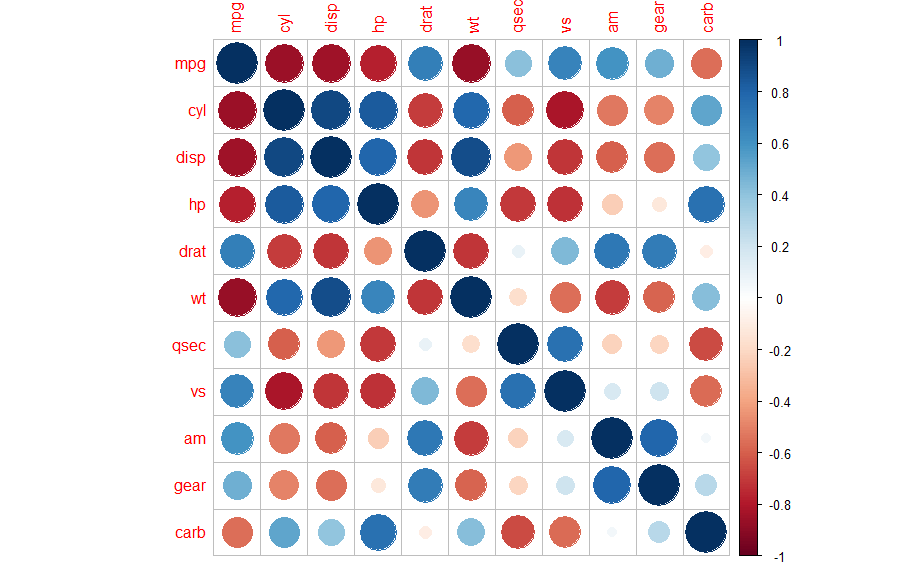 mpg cyl disp hp drat wt qsec vs am gear carb
mpg
cyl
disp
hp
drat
wt
qsec
vs
am
gear
carb
1
0.8
0.6
0.4
0.2
0
-0.2
-0.4
-0.6
-0.8
-1